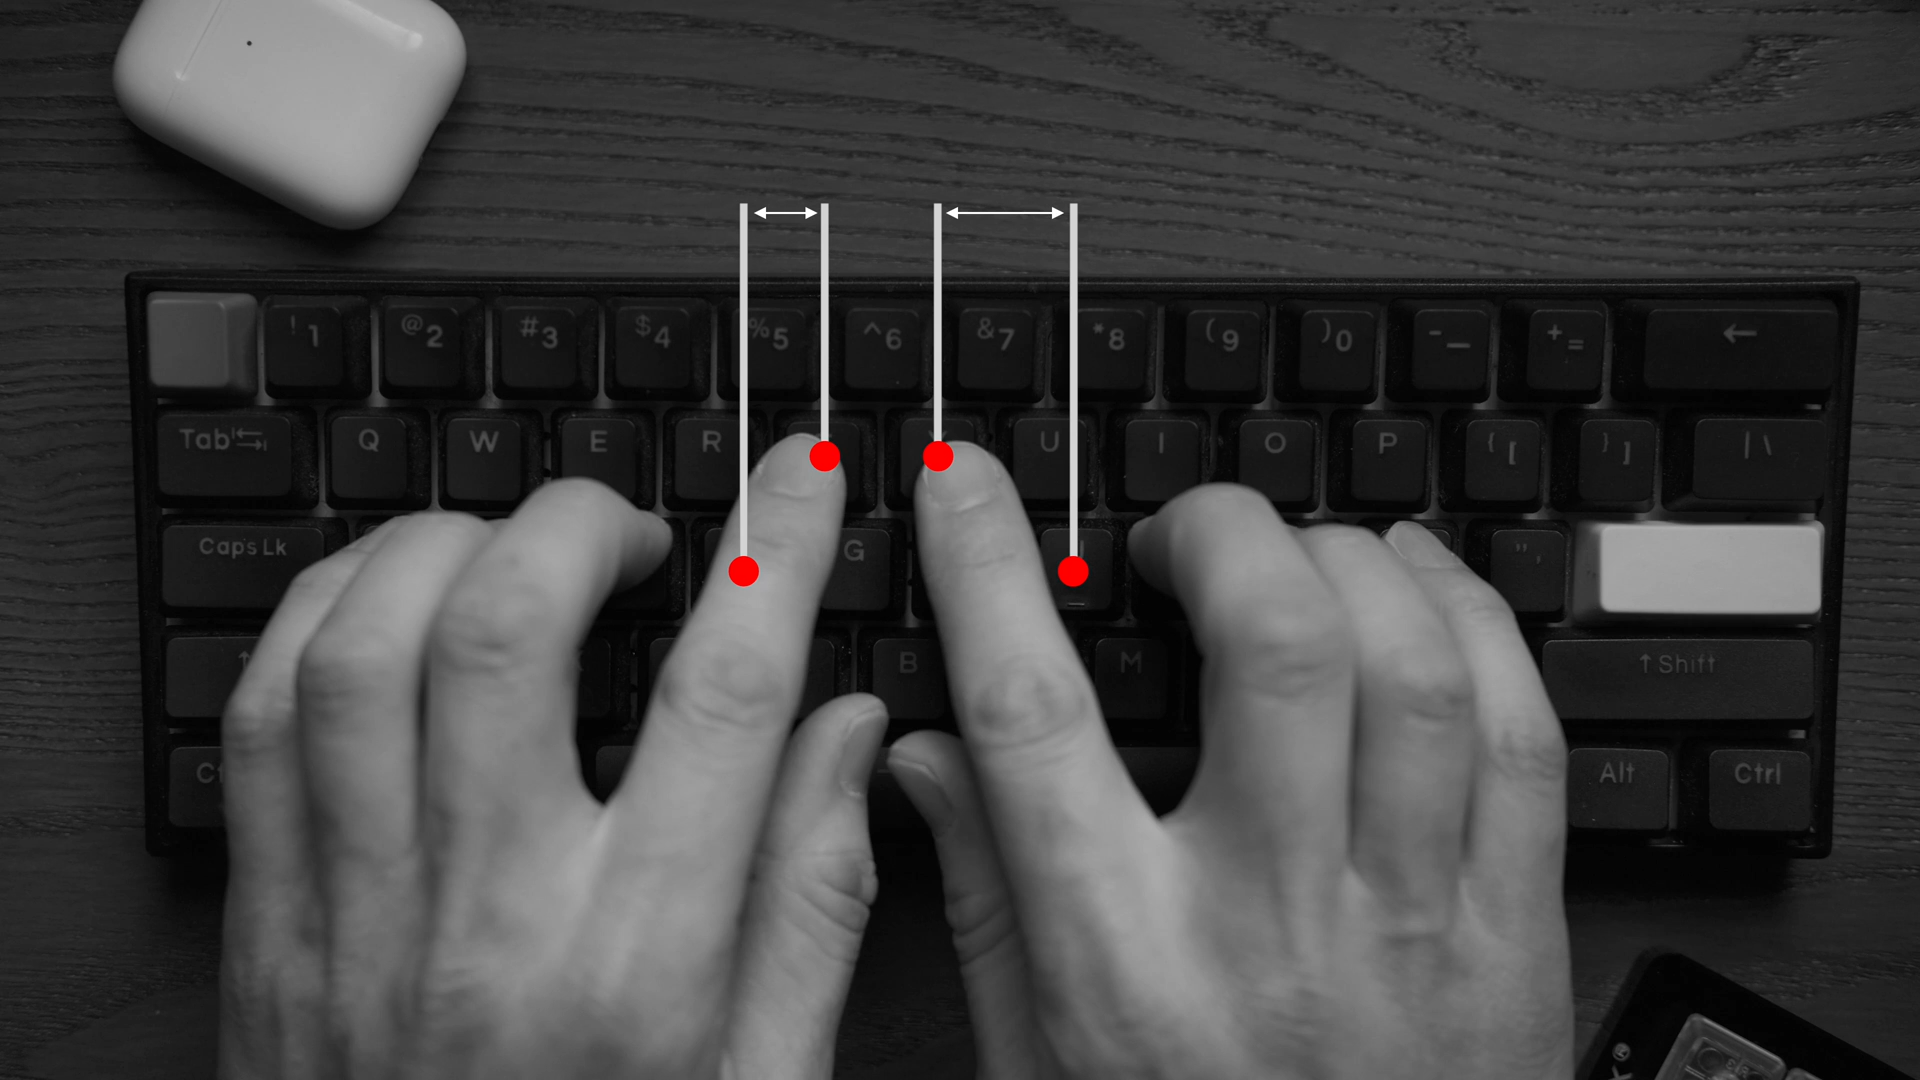 ! 1 @ 2 # 3 $ 4 % 5 ^ 6 & 7 * 8 ( 9 ) 0 - _ + = ←
Tab Q W E R U I O P { [ } ] | \
Caps Lk G " ,
↑ B M ↑ Shift
Alt Ctrl